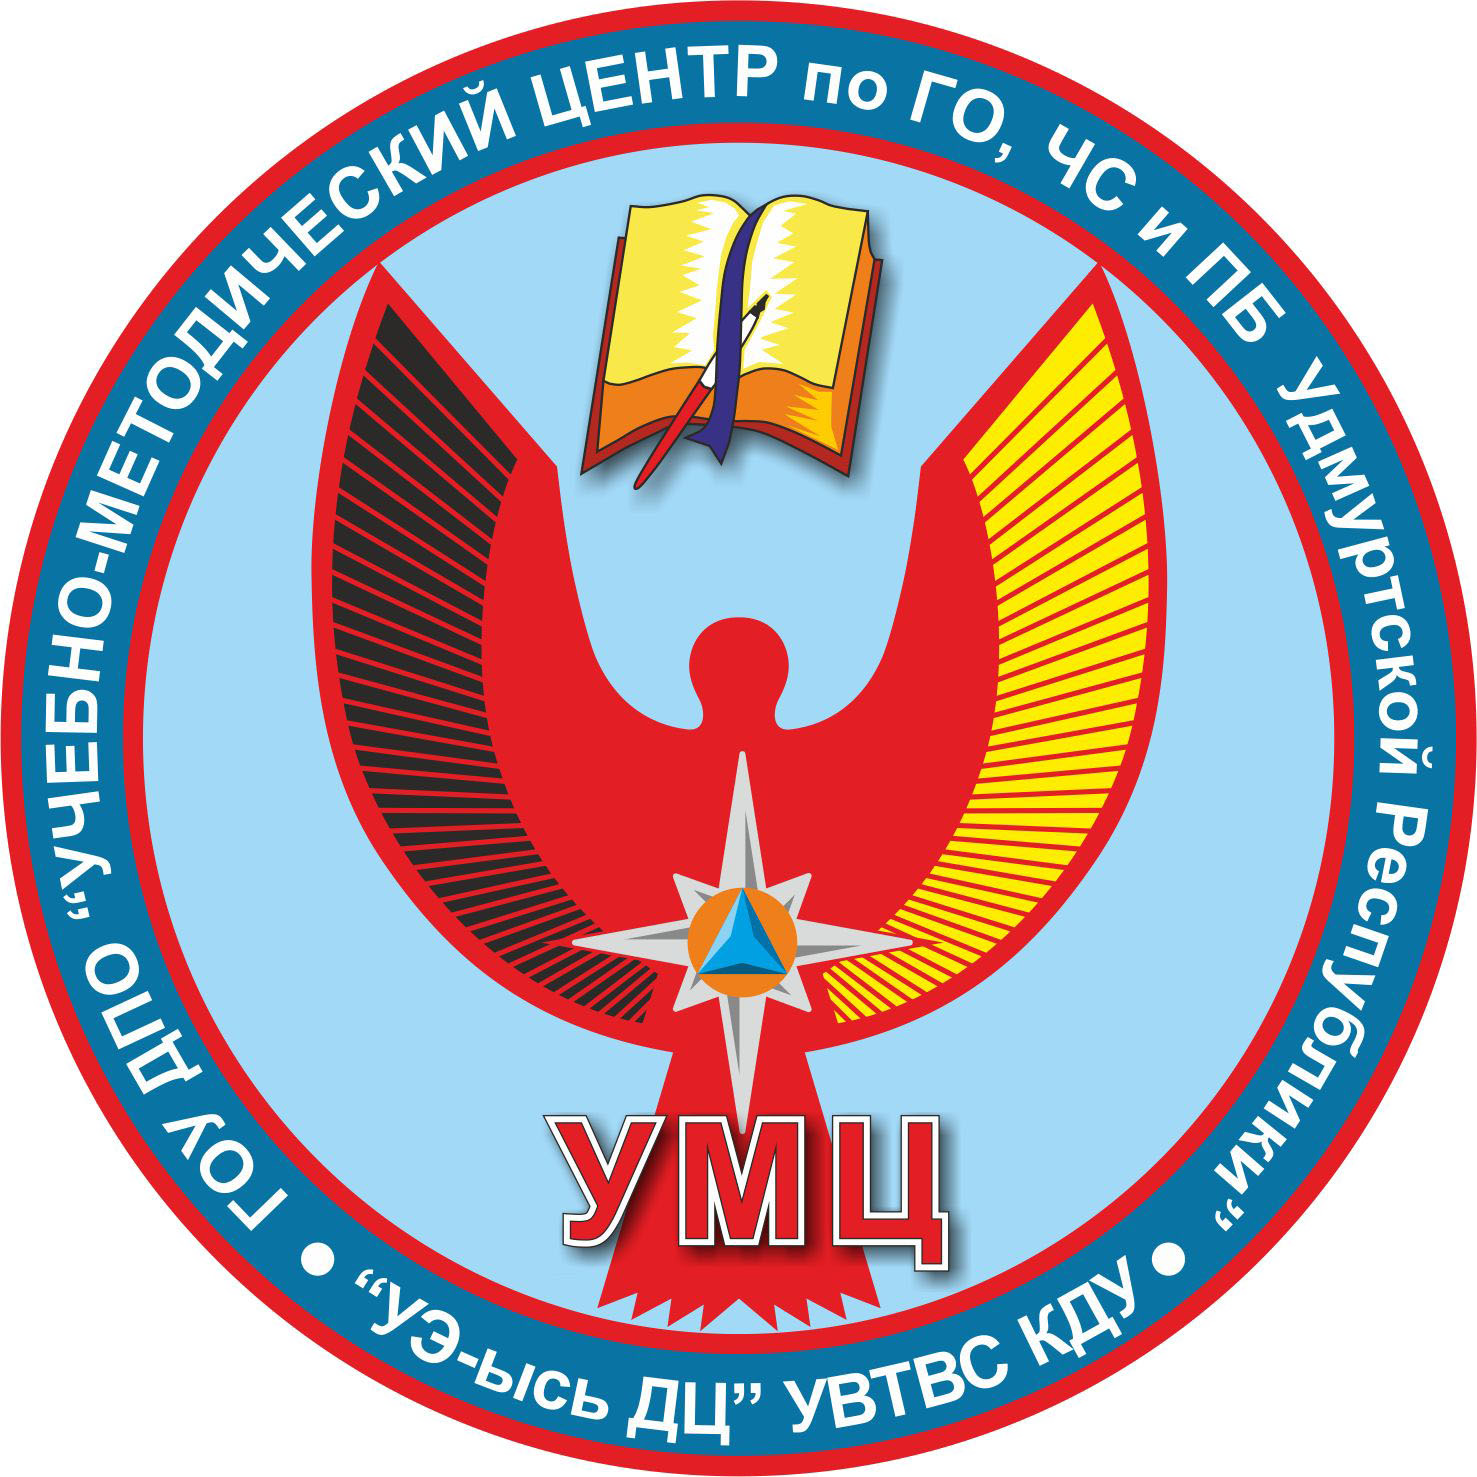 ГОУ ДПО “УЧЕБНО-МЕТОДИЧЕСКИЙ ЦЕНТР по ГО, ЧС и ПБ Удмуртской Республики”
УМЦ
• “УЭ-ысь ДЦ” УВТВС КДУ •